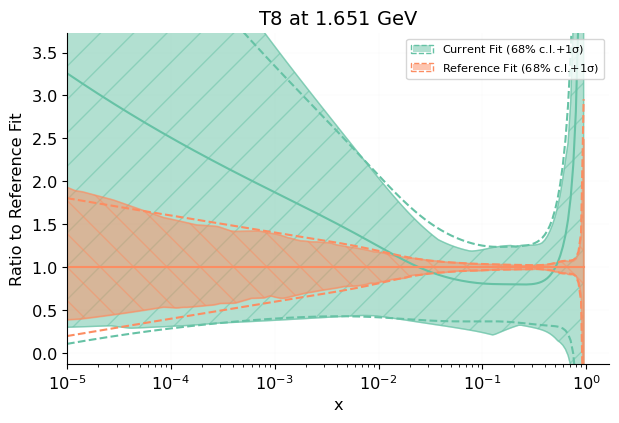 T8 at 1.651 GeV
Ratio to Reference Fit
3.5
3.0
2.5
2.0
1.5
1.0
0.5
0.0
Current Fit (68% c.l.+1σ)
Reference Fit (68% c.l.+1σ)
10⁻⁵ 10⁻⁴ 10⁻³ 10⁻² 10⁻¹ 10⁰
x